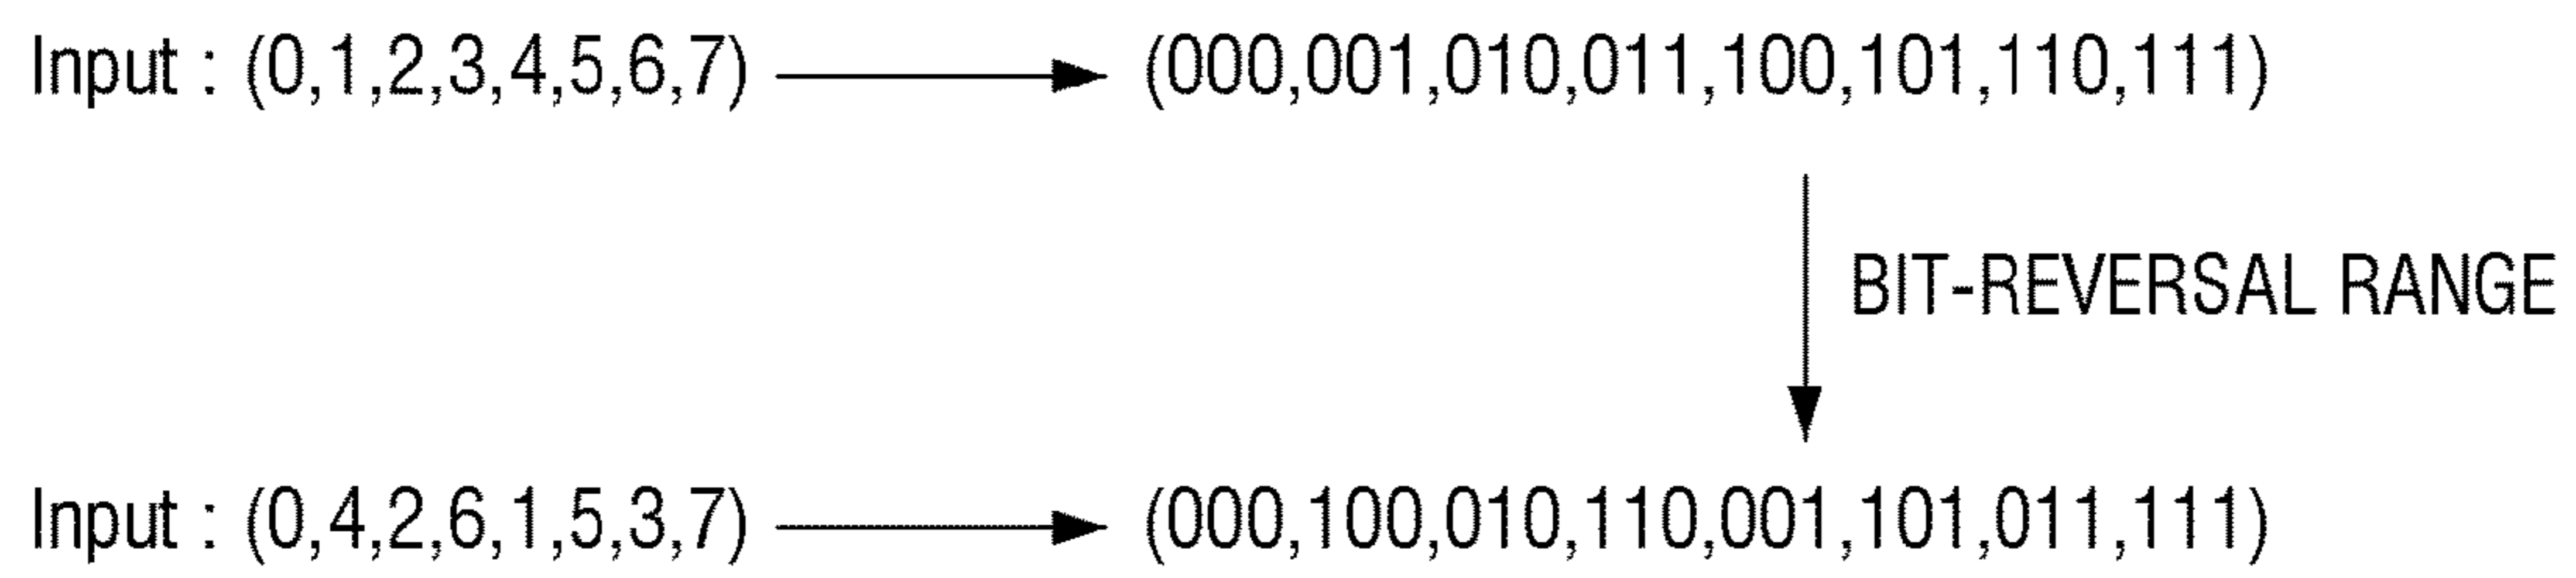 Input : (0,1,2,3,4,5,6,7) (000,001,010,011,100,101,110,111)
BIT-REVERSAL RANGE
Input : (0,4,2,6,1,5,3,7) (000,100,010,110,001,101,011,111)